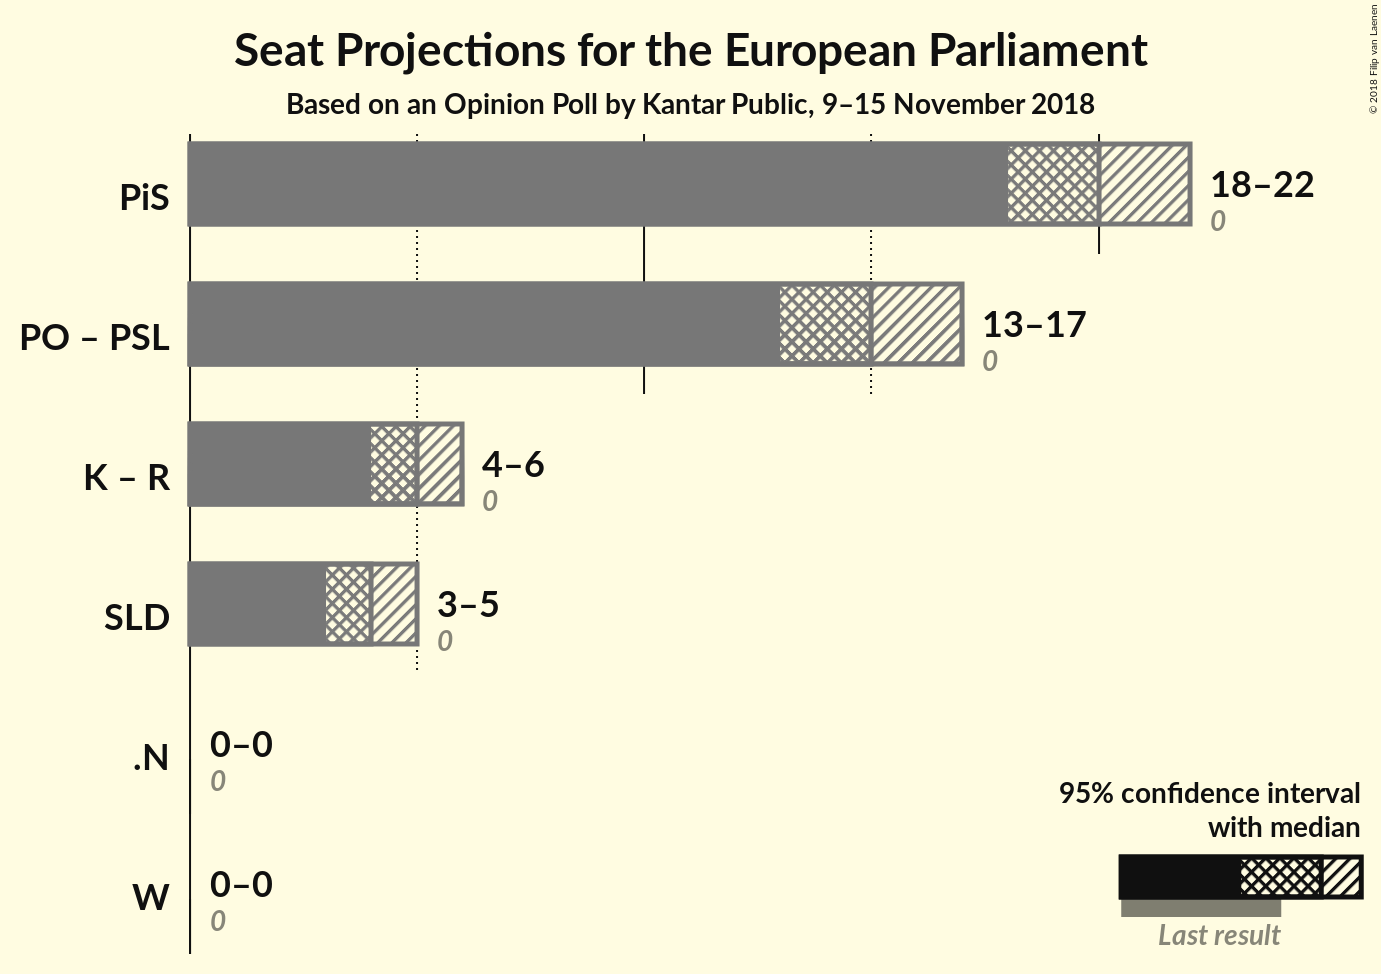 Seat Projections for the European Parliament
Based on an Opinion Poll by Kantar Public, 9–15 November 2018
© 2018 Filip van Laenen
PiS
18–22
0
PO – PSL
13–17
0
K – R
4–6
0
SLD
3–5
0
.N
0–0
0
W
0–0
0
95% confidence interval
with median
Last result